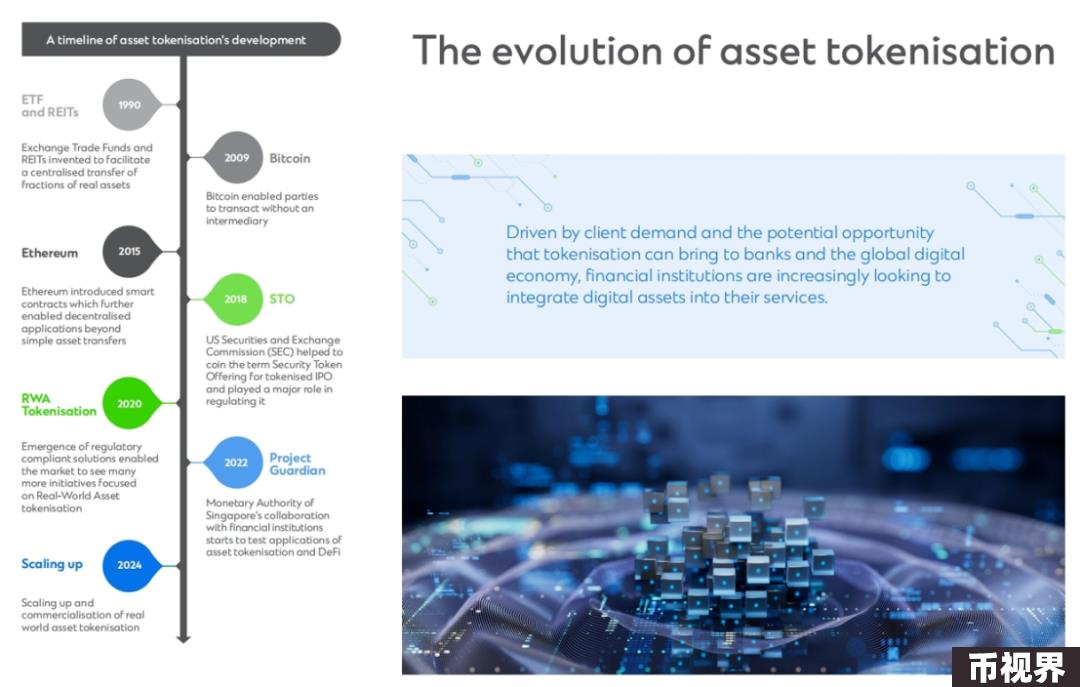 A timeline of asset tokenisation's development
The evolution of asset tokenisation
ETF
and REITs
1990
Exchange Trade Funds and
REITs invented to facilitate
a centralised transfer of
fractions of real assets
2009
Bitcoin
Bitcoin enabled parties
to transact without an
intermediary
Ethereum
2015
Ethereum introduced smart
contracts which further
enabled decentralised
applications beyond
simple asset transfers
2018
STO
US Securities and Exchange
Commission (SEC) helped to
coin the term Security Token
Offering for tokenised IPO
and played a major role in
regulating it
RWA
Tokenisation
2020
Emergence of regulatory
compliant solutions enabled
the market to see many
more initiatives focused
on Real-World Asset
tokenisation
2022
Project
Guardian
Monetary Authority of
Singapore's collaboration
with financial institutions
starts to test applications of
asset tokenisation and DeFi
Scaling up
2024
Scaling up and
commercialisation of real
world asset tokenisation
Driven by client demand and the potential opportunity
that tokenisation can bring to banks and the global digital
economy, financial institutions are increasingly looking to
integrate digital assets into their services.
币视界